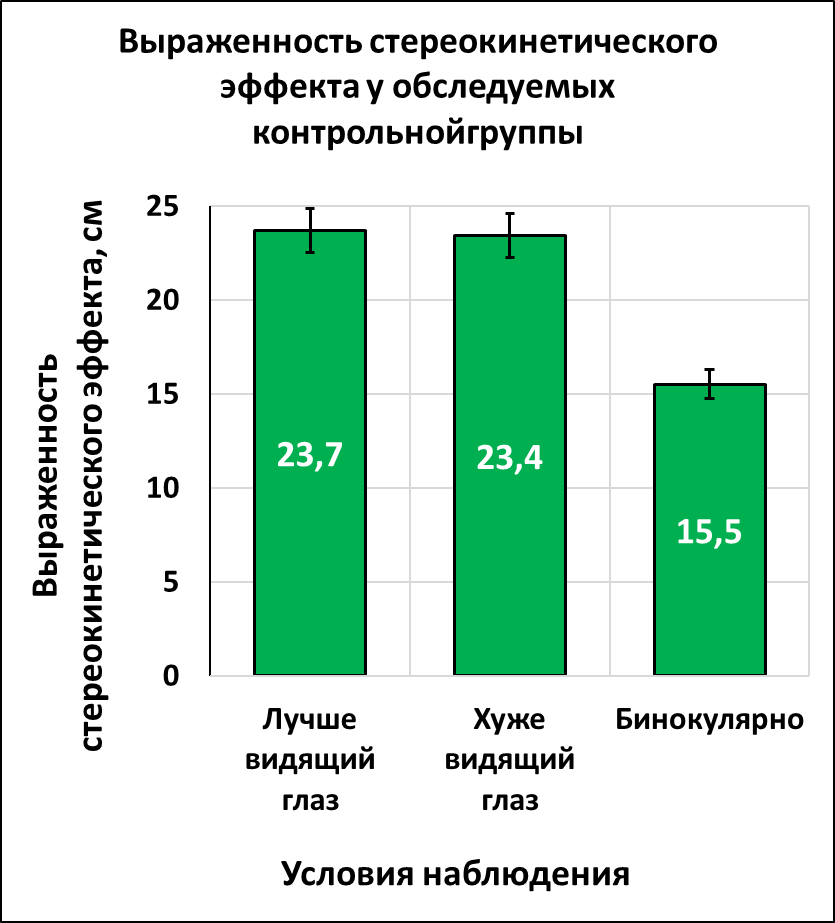 Выраженность стереокинетического
эффекта у обследуемых
контрольнойгруппы
Выраженность
стереокинетического эффекта, см
25
20
15
10
5
0
23,7
23,4
15,5
Лучше
видящий
глаз
Хуже
видящий
глаз
Бинокулярно
Условия наблюдения